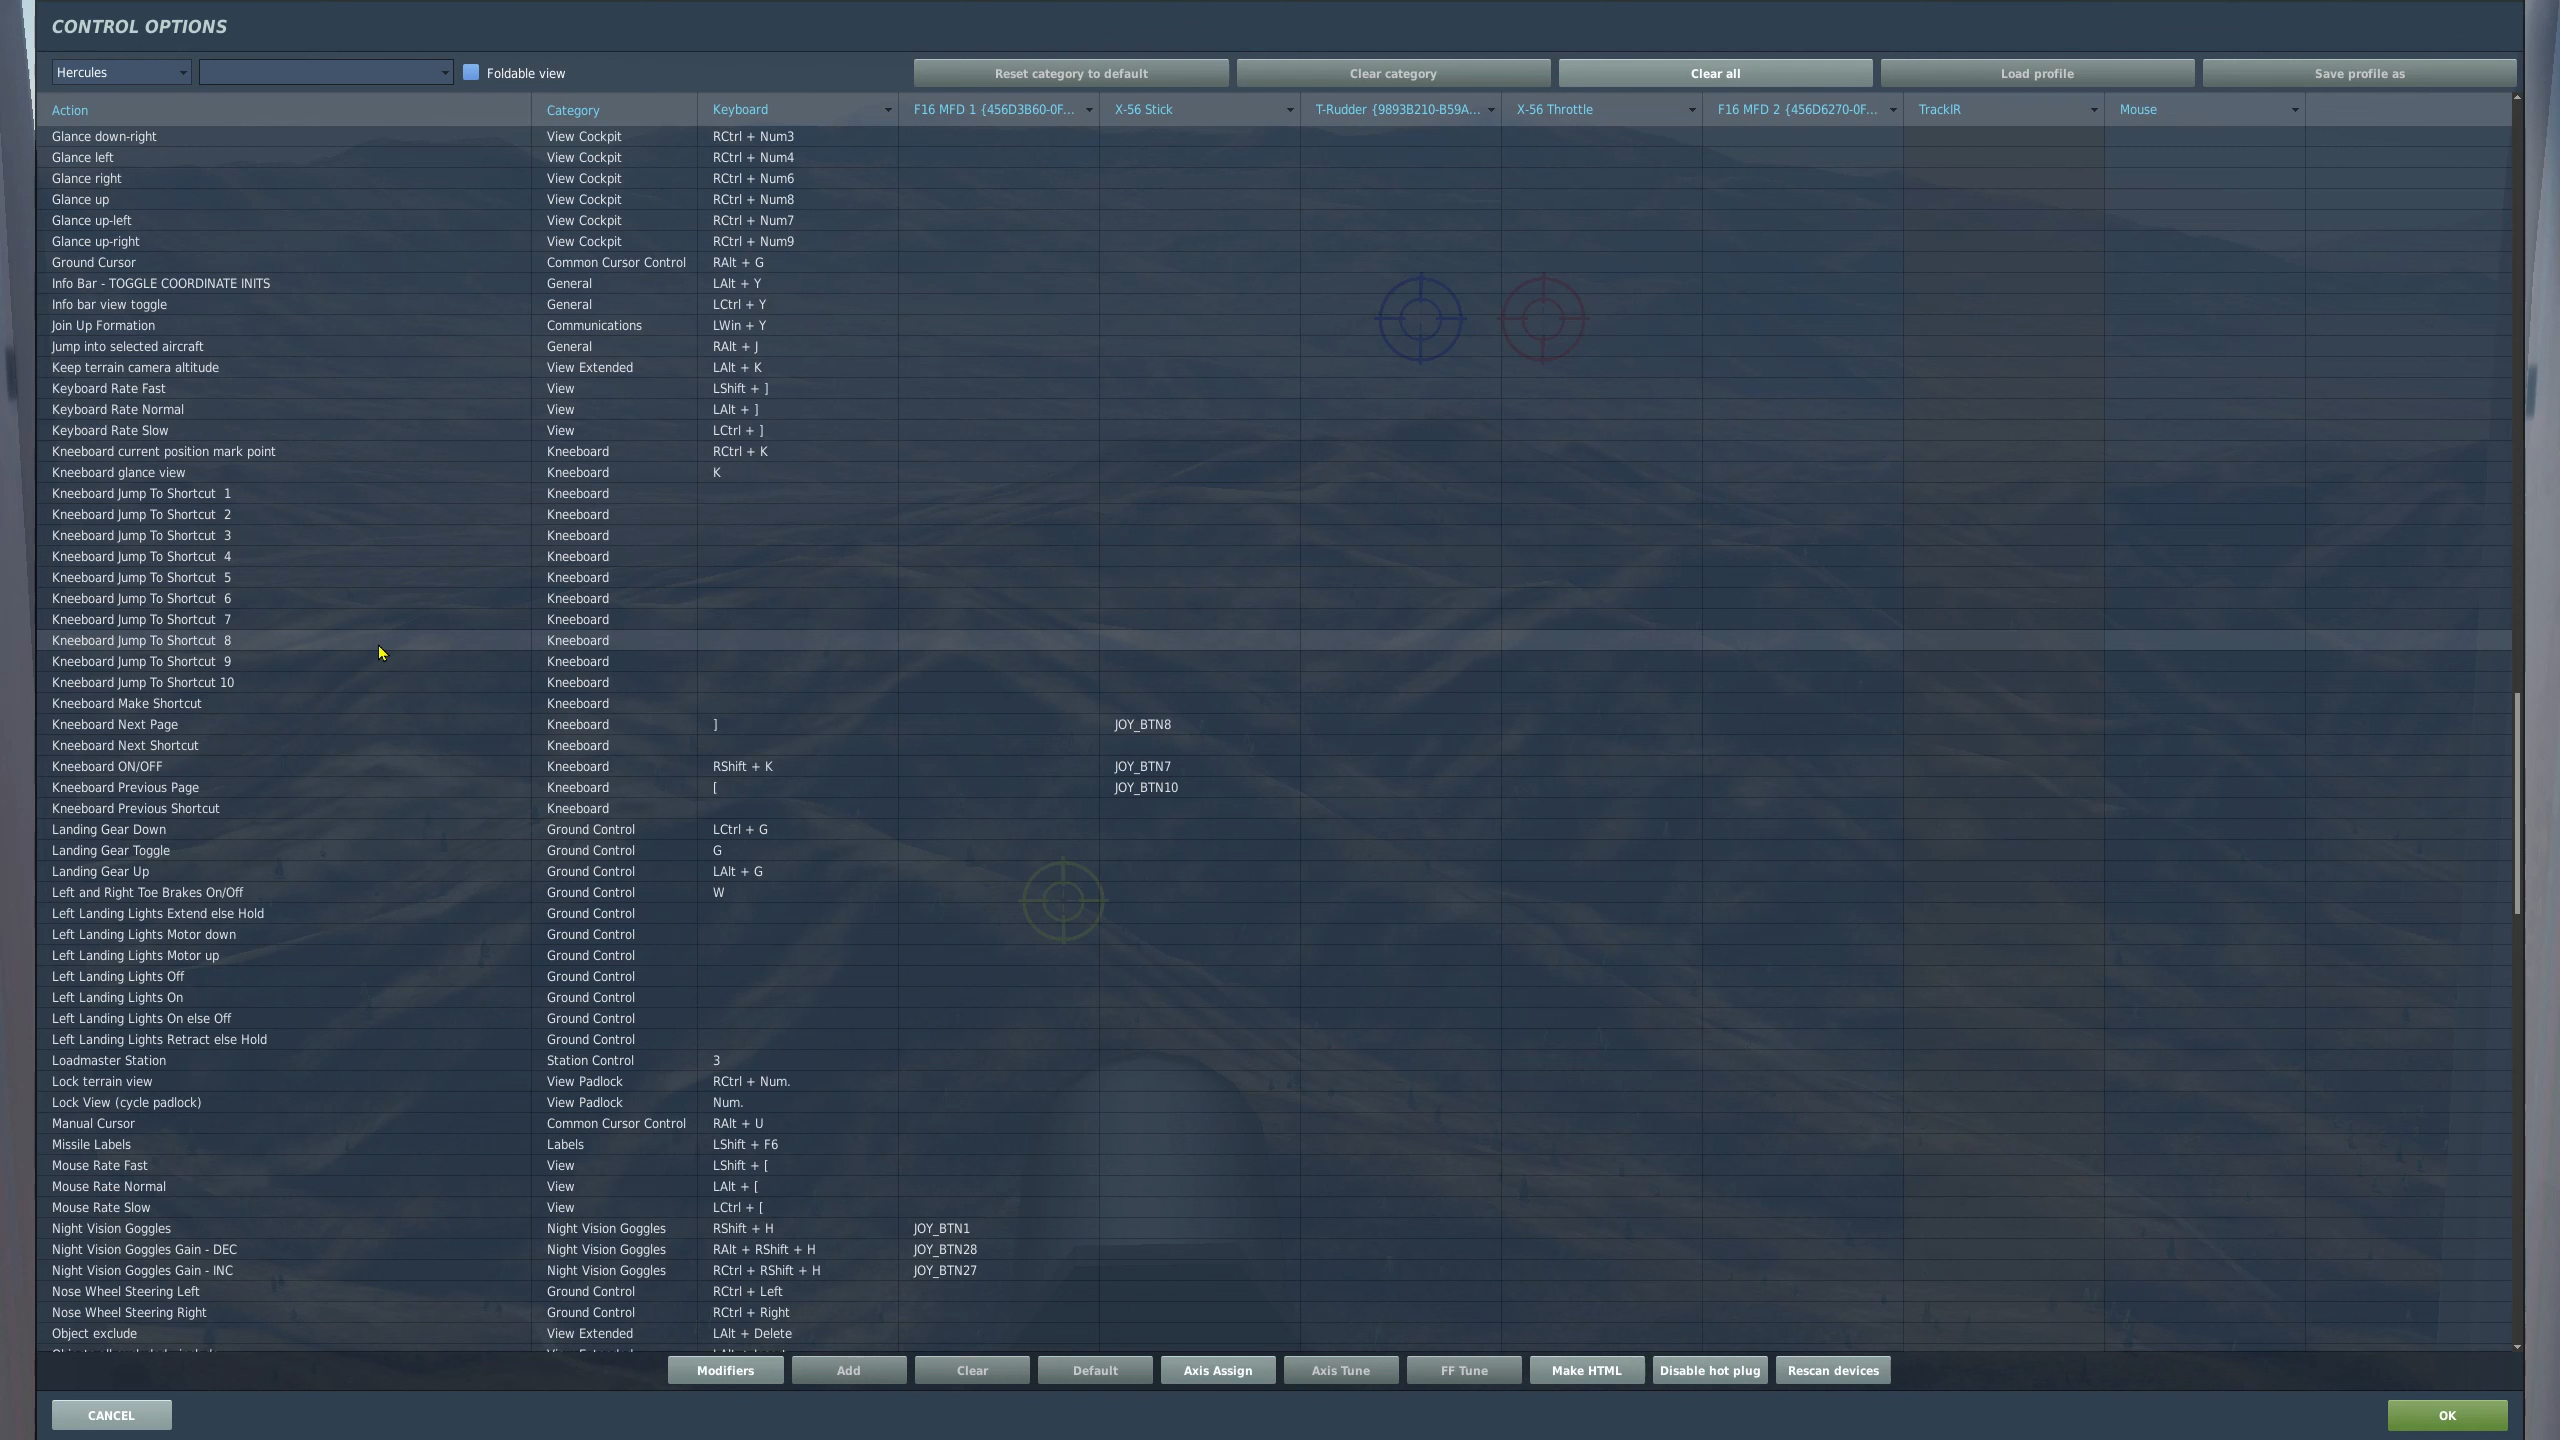 CONTROL OPTIONS
Hercules Foldable view Reset category to default Clear category Clear all Load profile Save profile as
Action Category Keyboard F16 MFD 1 {456D3B60-0F... X-56 Stick T-Rudder {9893B210-B59A... X-56 Throttle F16 MFD 2 {456D6270-0F... TrackIR Mouse
Glance down-right View Cockpit RCtrl + Num3
Glance left View Cockpit RCtrl + Num4
Glance right View Cockpit RCtrl + Num6
Glance up View Cockpit RCtrl + Num8
Glance up-left View Cockpit RCtrl + Num7
Glance up-right View Cockpit RCtrl + Num9
Ground Cursor Common Cursor Control RAlt + G
Info Bar - TOGGLE COORDINATE INITS General LAlt + Y
Info bar view toggle General LCtrl + Y
Join Up Formation Communications LWin + Y
Jump into selected aircraft General RAlt + J
Keep terrain camera altitude View Extended LAlt + K
Keyboard Rate Fast View LShift + ]
Keyboard Rate Normal View LAlt + ]
Keyboard Rate Slow View LCtrl + ]
Kneeboard current position mark point Kneeboard RCtrl + K
Kneeboard glance view Kneeboard K
Kneeboard Jump To Shortcut 1 Kneeboard
Kneeboard Jump To Shortcut 2 Kneeboard
Kneeboard Jump To Shortcut 3 Kneeboard
Kneeboard Jump To Shortcut 4 Kneeboard
Kneeboard Jump To Shortcut 5 Kneeboard
Kneeboard Jump To Shortcut 6 Kneeboard
Kneeboard Jump To Shortcut 7 Kneeboard
Kneeboard Jump To Shortcut 8 Kneeboard
Kneeboard Jump To Shortcut 9 Kneeboard
Kneeboard Jump To Shortcut 10 Kneeboard
Kneeboard Make Shortcut Kneeboard
Kneeboard Next Page Kneeboard ] JOY_BTN8
Kneeboard Next Shortcut Kneeboard
Kneeboard ON/OFF Kneeboard RShift + K JOY_BTN7
Kneeboard Previous Page Kneeboard [ JOY_BTN10
Kneeboard Previous Shortcut Kneeboard
Landing Gear Down Ground Control LCtrl + G
Landing Gear Toggle Ground Control G
Landing Gear Up Ground Control LAlt + G
Left and Right Toe Brakes On/Off Ground Control W
Left Landing Lights Extend else Hold Ground Control
Left Landing Lights Motor down Ground Control
Left Landing Lights Motor up Ground Control
Left Landing Lights Off Ground Control
Left Landing Lights On Ground Control
Left Landing Lights On else Off Ground Control
Left Landing Lights Retract else Hold Ground Control
Loadmaster Station Station Control 3
Lock terrain view View Padlock RCtrl + Num.
Lock View (cycle padlock) View Padlock Num.
Manual Cursor Common Cursor Control RAlt + U
Missile Labels Labels LShift + F6
Mouse Rate Fast View LShift + [
Mouse Rate Normal View LAlt + [
Mouse Rate Slow View LCtrl + [
Night Vision Goggles Night Vision Goggles RShift + H JOY_BTN1
Night Vision Goggles Gain - DEC Night Vision Goggles RAlt + RShift + H JOY_BTN28
Night Vision Goggles Gain - INC Night Vision Goggles RCtrl + RShift + H JOY_BTN27
Nose Wheel Steering Left Ground Control RCtrl + Left
Nose Wheel Steering Right Ground Control RCtrl + Right
Object exclude View Extended LAlt + Delete
Modifiers Add Clear Default Axis Assign Axis Tune FF Tune Make HTML Disable hot plug Rescan devices
CANCEL OK